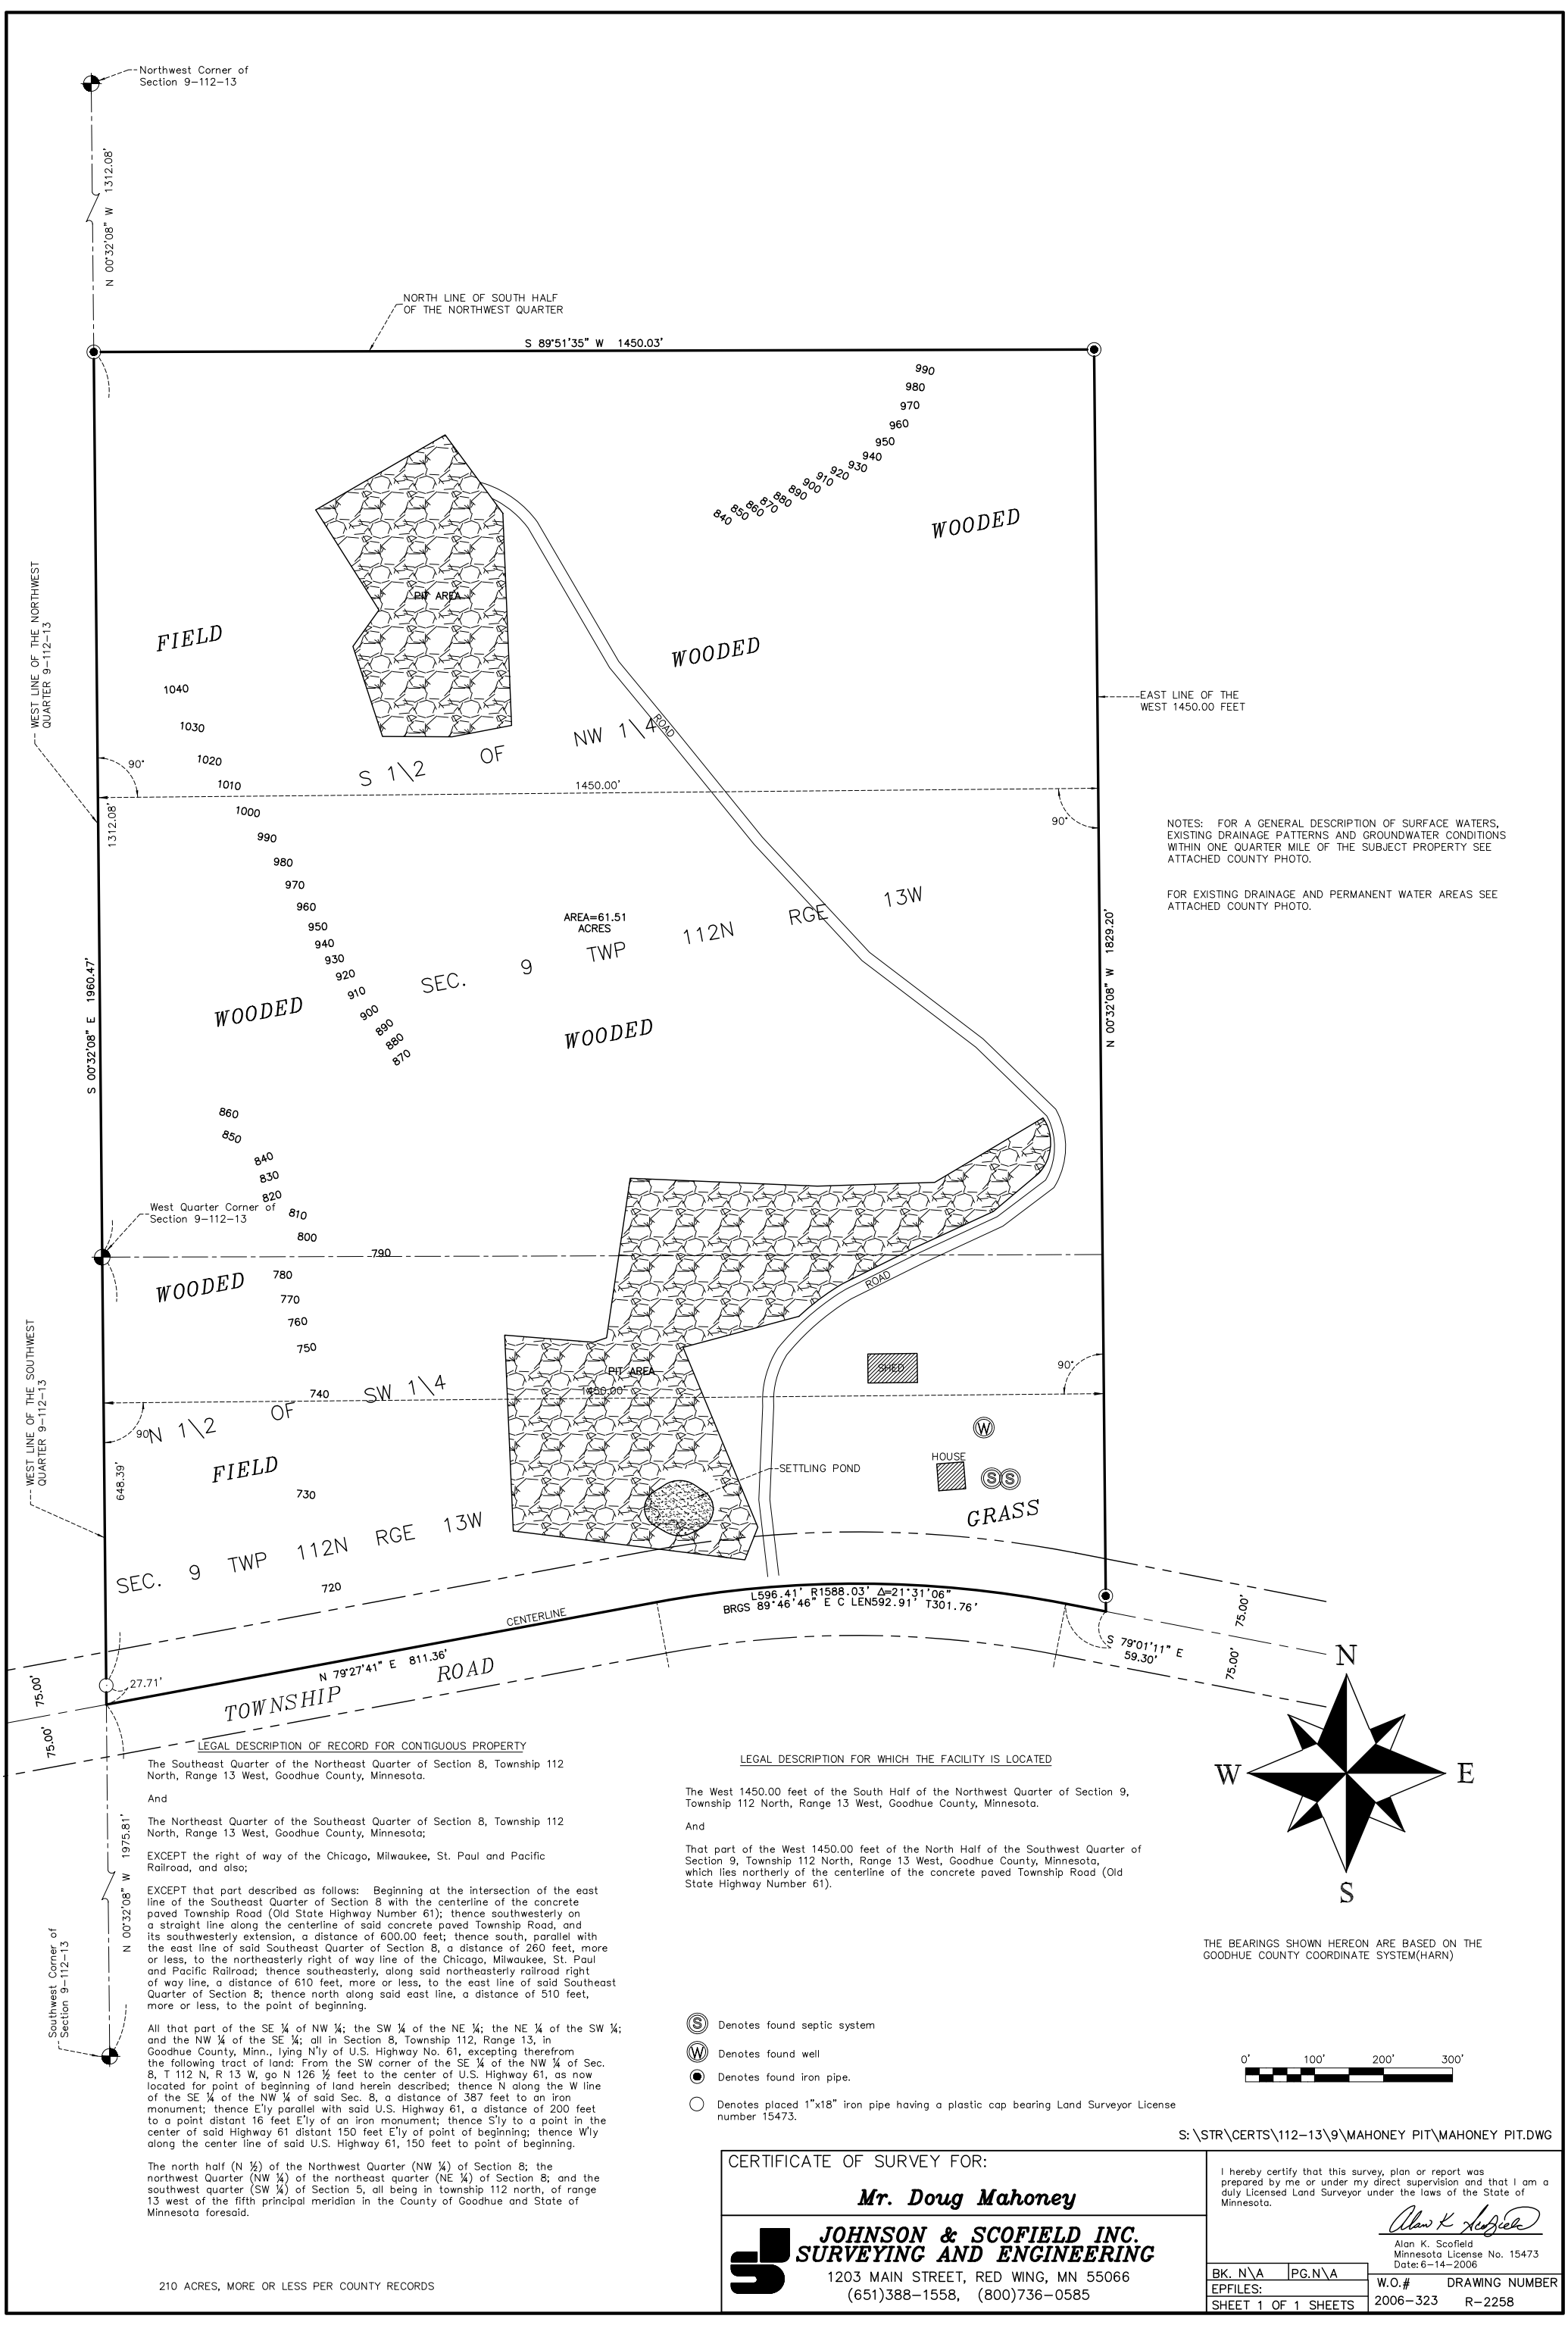 Northwest Corner of
Section 9-112-13
N 00°32'08" W 1312.08'
NORTH LINE OF SOUTH HALF
OF THE NORTHWEST QUARTER
S 89°51'35" W 1450.03'
990
980
970
960
950
940
930
920
910
900
890
880
870
860
850
840
WOODED
PIT AREA
WEST LINE OF THE NORTHWEST
QUARTER 9-112-13
FIELD
WOODED
1040
1030
1020
1010
1000
990
980
970
960
950
940
930
920
910
900
890
880
870
860
850
840
830
820
810
800
790
780
770
760
750
740
730
720
EAST LINE OF THE
WEST 1450.00 FEET
ROAD
S 1\2 OF NW 1\4
90°
1450.00'
90°
1312.08'
NOTES: FOR A GENERAL DESCRIPTION OF SURFACE WATERS,
EXISTING DRAINAGE PATTERNS AND GROUNDWATER CONDITIONS
WITHIN ONE QUARTER MILE OF THE SUBJECT PROPERTY SEE
ATTACHED COUNTY PHOTO.
FOR EXISTING DRAINAGE AND PERMANENT WATER AREAS SEE
ATTACHED COUNTY PHOTO.
AREA=61.51
ACRES
SEC. 9 TWP 112N RGE 13W
S 00°32'08" E 1960.47'
N 00°32'08" W 1829.20'
WOODED
WOODED
West Quarter Corner of
Section 9-112-13
WOODED
ROAD
WEST LINE OF THE SOUTHWEST
QUARTER 9-112-13
SHED
PIT AREA
1450.00'
90°
90°
N 1\2 OF SW 1\4
W
HOUSE
SETTLING POND
S S
FIELD
648.39'
GRASS
SEC. 9 TWP 112N RGE 13W
L596.41' R1588.03' Δ=21°31'06"
BRGS 89°46'46" E C LEN592.91' T301.76'
CENTERLINE
N 79°27'41" E 811.36'
S 79°01'11" E
59.30'
75.00'
75.00'
75.00'
75.00'
27.71'
TOWNSHIP ROAD
N
W
E
S
LEGAL DESCRIPTION OF RECORD FOR CONTIGUOUS PROPERTY
The Southeast Quarter of the Northeast Quarter of Section 8, Township 112
North, Range 13 West, Goodhue County, Minnesota.
And
The Northeast Quarter of the Southeast Quarter of Section 8, Township 112
North, Range 13 West, Goodhue County, Minnesota;
EXCEPT the right of way of the Chicago, Milwaukee, St. Paul and Pacific
Railroad, and also;
EXCEPT that part described as follows: Beginning at the intersection of the east
line of the Southeast Quarter of Section 8 with the centerline of the concrete
paved Township Road (Old State Highway Number 61); thence southwesterly on
a straight line along the centerline of said concrete paved Township Road, and
its southwesterly extension, a distance of 600.00 feet; thence south, parallel with
the east line of said Southeast Quarter of Section 8, a distance of 260 feet, more
or less, to the northeasterly right of way line of the Chicago, Milwaukee, St. Paul
and Pacific Railroad; thence southeasterly, along said northeasterly railroad right
of way line, a distance of 610 feet, more or less, to the east line of said Southeast
Quarter of Section 8; thence north along said east line, a distance of 510 feet,
more or less, to the point of beginning.
All that part of the SE ¼ of NW ¼; the SW ¼ of the NE ¼; the NE ¼ of the SW ¼;
and the NW ¼ of the SE ¼; all in Section 8, Township 112, Range 13, in
Goodhue County, Minn., lying N'ly of U.S. Highway No. 61, excepting therefrom
the following tract of land: From the SW corner of the SE ¼ of the NW ¼ of Sec.
8, T 112 N, R 13 W, go N 126 ½ feet to the center of U.S. Highway 61, as now
located for point of beginning of land herein described; thence N along the W line
of the SE ¼ of the NW ¼ of said Sec. 8, a distance of 387 feet to an iron
monument; thence E'ly parallel with said U.S. Highway 61, a distance of 200 feet
to a point distant 16 feet E'ly of an iron monument; thence S'ly to a point in the
center of said Highway 61 distant 150 feet E'ly of point of beginning; thence W'ly
along the center line of said U.S. Highway 61, 150 feet to point of beginning.
The north half (N ½) of the Northwest Quarter (NW ¼) of Section 8; the
northwest Quarter (NW ¼) of the northeast quarter (NE ¼) of Section 8; and the
southwest quarter (SW ¼) of Section 5, all being in township 112 north, of range
13 west of the fifth principal meridian in the County of Goodhue and State of
Minnesota foresaid.
210 ACRES, MORE OR LESS PER COUNTY RECORDS
N 00°32'08" W 1975.81'
Southwest Corner of
Section 9-112-13
LEGAL DESCRIPTION FOR WHICH THE FACILITY IS LOCATED
The West 1450.00 feet of the South Half of the Northwest Quarter of Section 9,
Township 112 North, Range 13 West, Goodhue County, Minnesota.
And
That part of the West 1450.00 feet of the North Half of the Southwest Quarter of
Section 9, Township 112 North, Range 13 West, Goodhue County, Minnesota,
which lies northerly of the centerline of the concrete paved Township Road (Old
State Highway Number 61).
THE BEARINGS SHOWN HEREON ARE BASED ON THE
GOODHUE COUNTY COORDINATE SYSTEM(HARN)
S Denotes found septic system
W Denotes found well
Denotes found iron pipe.
Denotes placed 1"x18" iron pipe having a plastic cap bearing Land Surveyor License
number 15473.
0' 100' 200' 300'
S:\STR\CERTS\112-13\9\MAHONEY PIT\MAHONEY PIT.DWG
CERTIFICATE OF SURVEY FOR:
Mr. Doug Mahoney
JOHNSON & SCOFIELD INC.
SURVEYING AND ENGINEERING
1203 MAIN STREET, RED WING, MN 55066
(651)388-1558, (800)736-0585
I hereby certify that this survey, plan or report was
prepared by me or under my direct supervision and that I am a
duly Licensed Land Surveyor under the laws of the State of
Minnesota.
Alan K Scofield
Alan K. Scofield
Minnesota License No. 15473
Date: 6-14-2006
BK. N\A PG.N\A
EPFILES:
SHEET 1 OF 1 SHEETS
W.O.# DRAWING NUMBER
2006-323 R-2258